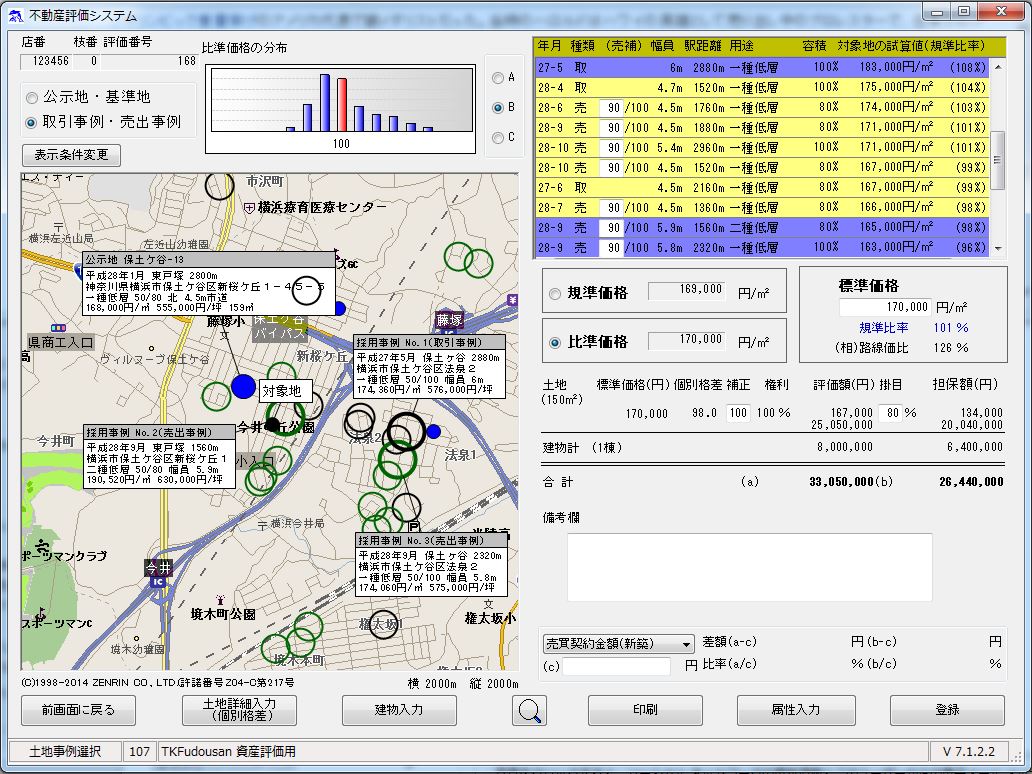 不動産評価システム
店番 枝番 評価番号
123456 0 168
公示地・基準地
取引事例・売出事例
表示条件変更
比準価格の分布
100
A
B
C
年月 種類 (売補) 幅員 駅距離 用途 容積 対象地の試算値(規準比率)
27-5 取 6m 2880m 一種低層 100% 183,000円/㎡ (108%)
28-4 取 4.7m 1520m 一種低層 100% 175,000円/㎡ (104%)
28-6 売 90 /100 4.5m 1760m 一種低層 80% 174,000円/㎡ (103%)
28-9 売 90 /100 4.5m 1880m 一種低層 80% 171,000円/㎡ (101%)
28-10 売 90 /100 5.4m 2960m 一種低層 100% 171,000円/㎡ (101%)
28-10 売 90 /100 4.5m 1520m 一種低層 80% 167,000円/㎡ (99%)
27-6 取 4.5m 2160m 一種低層 80% 167,000円/㎡ (99%)
28-7 売 90 /100 4.5m 1360m 一種低層 80% 166,000円/㎡ (98%)
28-9 売 90 /100 5.9m 1560m 二種低層 80% 165,000円/㎡ (98%)
28-9 売 90 /100 5.8m 2320m 一種低層 100% 163,000円/㎡ (96%)
市沢町
横浜療育医療センター
横浜左近山局
左近山幼稚園
公示地 保土ケ谷-13
平成28年1月 東戸塚 2800m
神奈川県横浜市保土ケ谷区新桜ケ丘1-45-5
一種低層 50/80 北 4.5m市道
168,000円/㎡ 555,000円/坪 159㎡
藤塚小
保土ケ谷
バイパス
藤塚
県商工入口
ヴィルヌーブ花鳥公園
新桜ケ丘
採用事例 No.1(取引事例)
平成27年5月 保土ケ谷 2880m
横浜市保土ケ谷区法泉2
一種低層 50/100 幅員 6m
174,360円/㎡ 576,000円/坪
対象地
今井町
今井町丘公園
法泉2
法泉1
採用事例 No.2(売出事例)
平成28年9月 東戸塚 1560m
横浜市保土ケ谷区新桜ケ丘1
二種低層 50/80 幅員 5.9m
190,520円/㎡ 630,000円/坪
小入口
横浜今井局
P
採用事例 No.3(売出事例)
平成28年9月 保土ケ谷 2320m
横浜市保土ケ谷区法泉2
一種低層 50/100 幅員 5.8m
174,060円/㎡ 575,000円/坪
ポーツマンクラブ
今井
IC
スポーツマンC
境木町公園
権太坂1
権太坂小
境木幼稚園
境木本町
(C)1998-2014 ZENRIN CO.,LTD.(許諾番号Z04-C第217号
横 2000m 縦 2000m
規準価格 169,000 円/㎡
比準価格 170,000 円/㎡
標準価格
170,000 円/㎡
規準比率 101 %
(相)路線価比 126 %
土地 標準価格(円) 個別格差 補正 権利 評価額(円) 掛目 担保額(円)
(150㎡)
170,000 98.0 100 100 % 167,000 80 % 134,000
25,050,000 20,040,000
建物計 (1棟) 8,000,000 6,400,000
合 計 (a) 33,050,000 (b) 26,440,000
備考欄
売買契約金額(新築) 差額(a-c) 円 (b-c) 円
(c) 円 比率(a/c) % (b/c) %
前画面に戻る
土地詳細入力
(個別格差)
建物入力
印刷
属性入力
登録
土地事例選択 107 TKFudousan 資産評価用 V 7.1.2.2